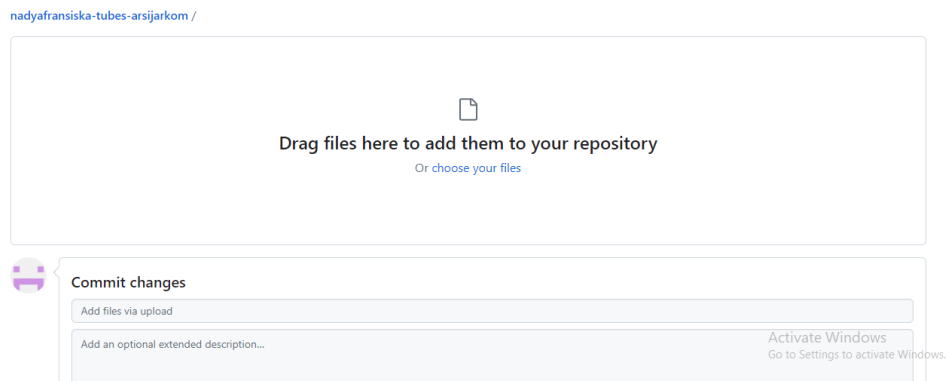 nadyafransiska-tubes-arsijarkom /
Drag files here to add them to your repository
Or choose your files
Commit changes
Add files via upload
Add an optional extended description...
Activate Windows
Go to Settings to activate Windows.